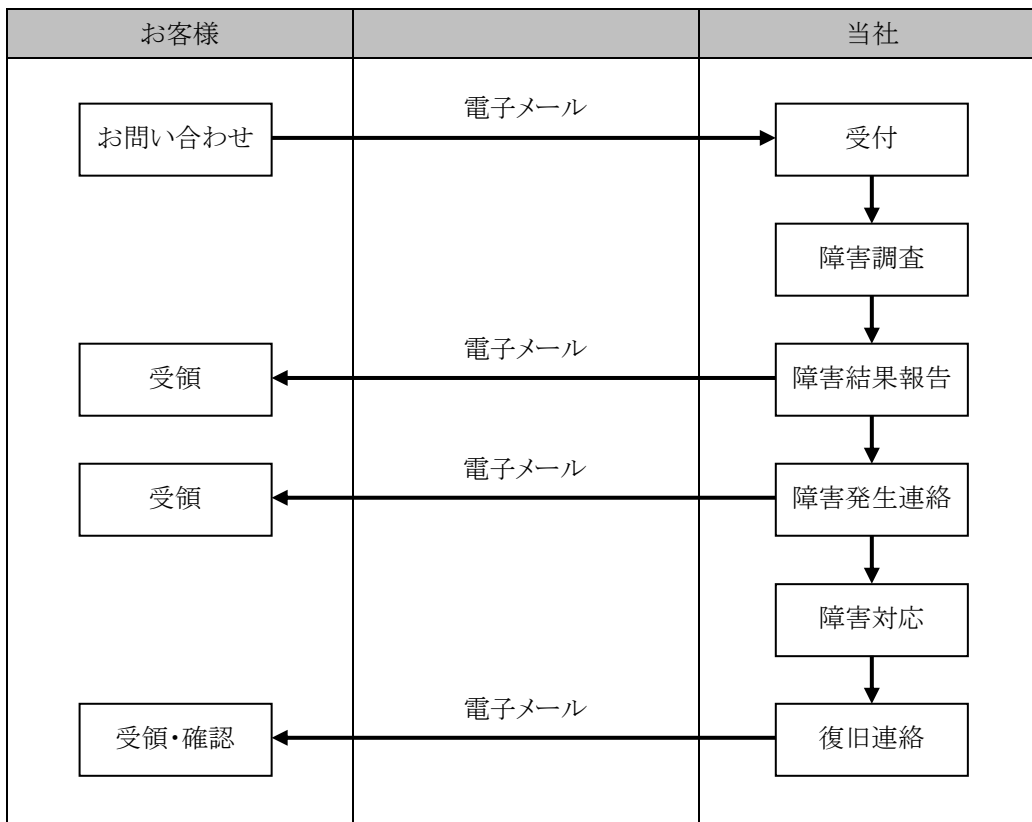 お客様
当社
電子メール
お問い合わせ
受付
障害調査
電子メール
受領
障害結果報告
電子メール
受領
障害発生連絡
障害対応
電子メール
受領・確認
復旧連絡